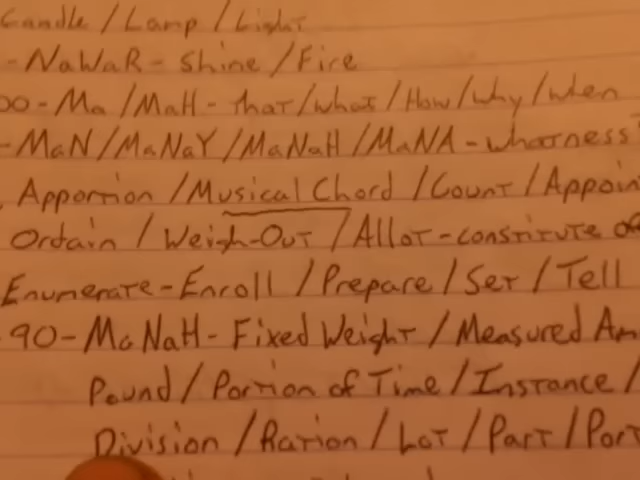 Candle / Lamp / Light
- NaWaR - Shine / Fire
00 - Ma / MaH - That / What / How / Why / When
- MaN / MaNaY / MaNaH / MaNA - Whatness?
Apportion / Musical Chord / Count / Appoin
Ordain / Weigh-Out / Allot - constitute
Enumerate - Enroll / Prepare / Set / Tell
90 - MaNaH - Fixed Weight / Measured Am
Pound / Portion of Time / Instance /
Division / Ration / Lot / Part / Port